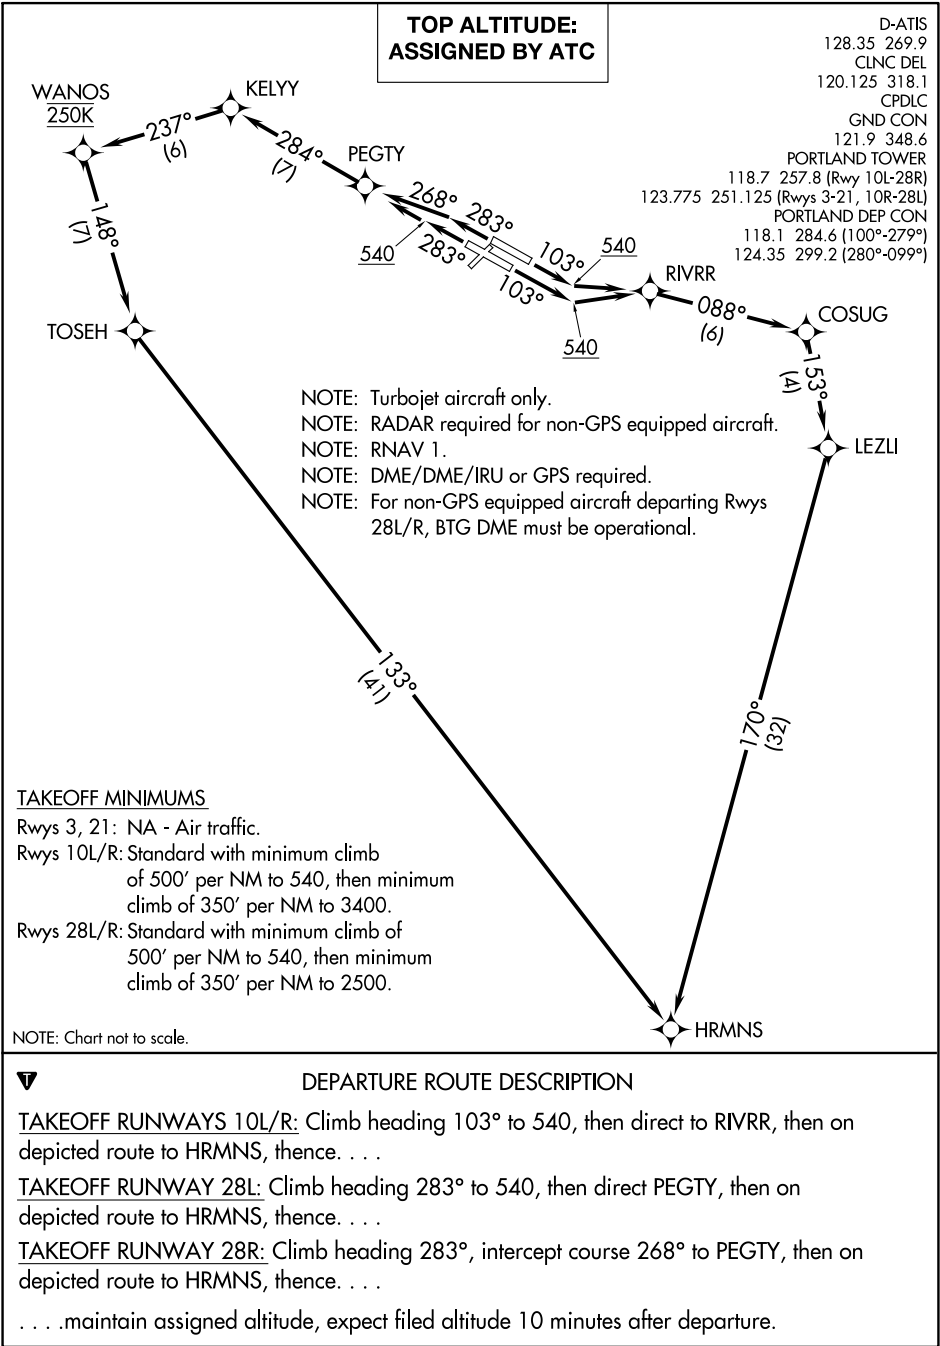 TOP ALTITUDE:
ASSIGNED BY ATC
D-ATIS
128.35 269.9
CLNC DEL
120.125 318.1
CPDLC
GND CON
121.9 348.6
PORTLAND TOWER
118.7 257.8 (Rwy 10L-28R)
123.775 251.125 (Rwys 3-21, 10R-28L)
PORTLAND DEP CON
118.1 284.6 (100°-279°)
124.35 299.2 (280°-099°)
WANOS
250K
KELYY
237°
(6)
284°
(7)
PEGTY
268°
283°
283°
540
103°
103°
540
540
RIVRR
088°
(6)
COSUG
153°
(4)
LEZLI
148°
(7)
TOSEH
NOTE: Turbojet aircraft only.
NOTE: RADAR required for non-GPS equipped aircraft.
NOTE: RNAV 1.
NOTE: DME/DME/IRU or GPS required.
NOTE: For non-GPS equipped aircraft departing Rwys
28L/R, BTG DME must be operational.
133°
(41)
170°
(32)
TAKEOFF MINIMUMS
Rwys 3, 21: NA - Air traffic.
Rwys 10L/R: Standard with minimum climb
of 500' per NM to 540, then minimum
climb of 350' per NM to 3400.
Rwys 28L/R: Standard with minimum climb of
500' per NM to 540, then minimum
climb of 350' per NM to 2500.
HRMNS
NOTE: Chart not to scale.
T
DEPARTURE ROUTE DESCRIPTION
TAKEOFF RUNWAYS 10L/R: Climb heading 103° to 540, then direct to RIVRR, then on
depicted route to HRMNS, thence. . . .
TAKEOFF RUNWAY 28L: Climb heading 283° to 540, then direct PEGTY, then on
depicted route to HRMNS, thence. . . .
TAKEOFF RUNWAY 28R: Climb heading 283°, intercept course 268° to PEGTY, then on
depicted route to HRMNS, thence. . . .
. . . .maintain assigned altitude, expect filed altitude 10 minutes after departure.